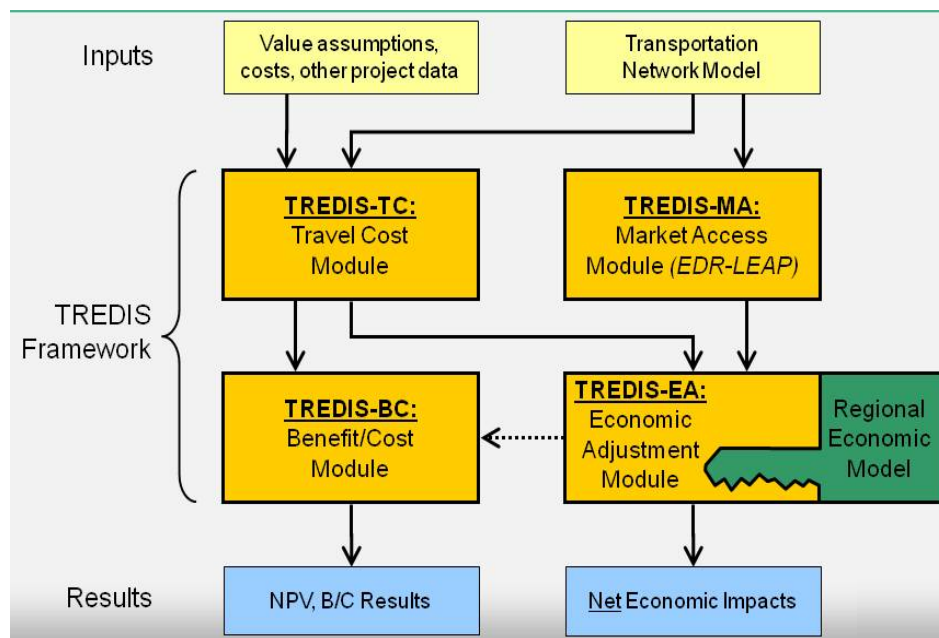 Inputs
Value assumptions,
costs, other project data
Transportation
Network Model
TREDIS
Framework
TREDIS-TC:
Travel Cost
Module
TREDIS-MA:
Market Access
Module (EDR-LEAP)
TREDIS-BC:
Benefit/Cost
Module
TREDIS-EA:
Economic
Adjustment
Module
Regional
Economic
Model
Results
NPV, B/C Results
Net Economic Impacts